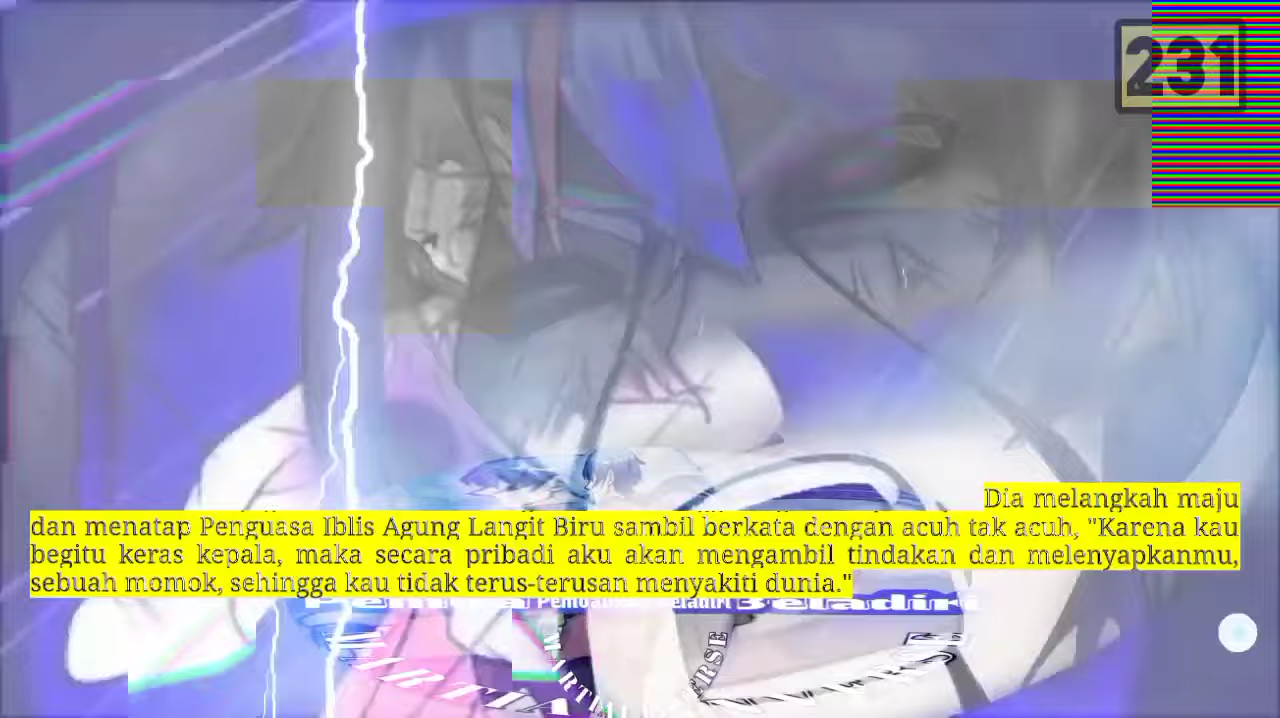 231
Dia melangkah maju
dan menatap Penguasa Iblis Agung Langit Biru sambil berkata dengan acuh tak acuh, "Karena kau
begitu keras kepala, maka secara pribadi aku akan mengambil tindakan dan melenyapkanmu,
sebuah momok, sehingga kau tidak terus-terusan menyakiti dunia."
Beladiri